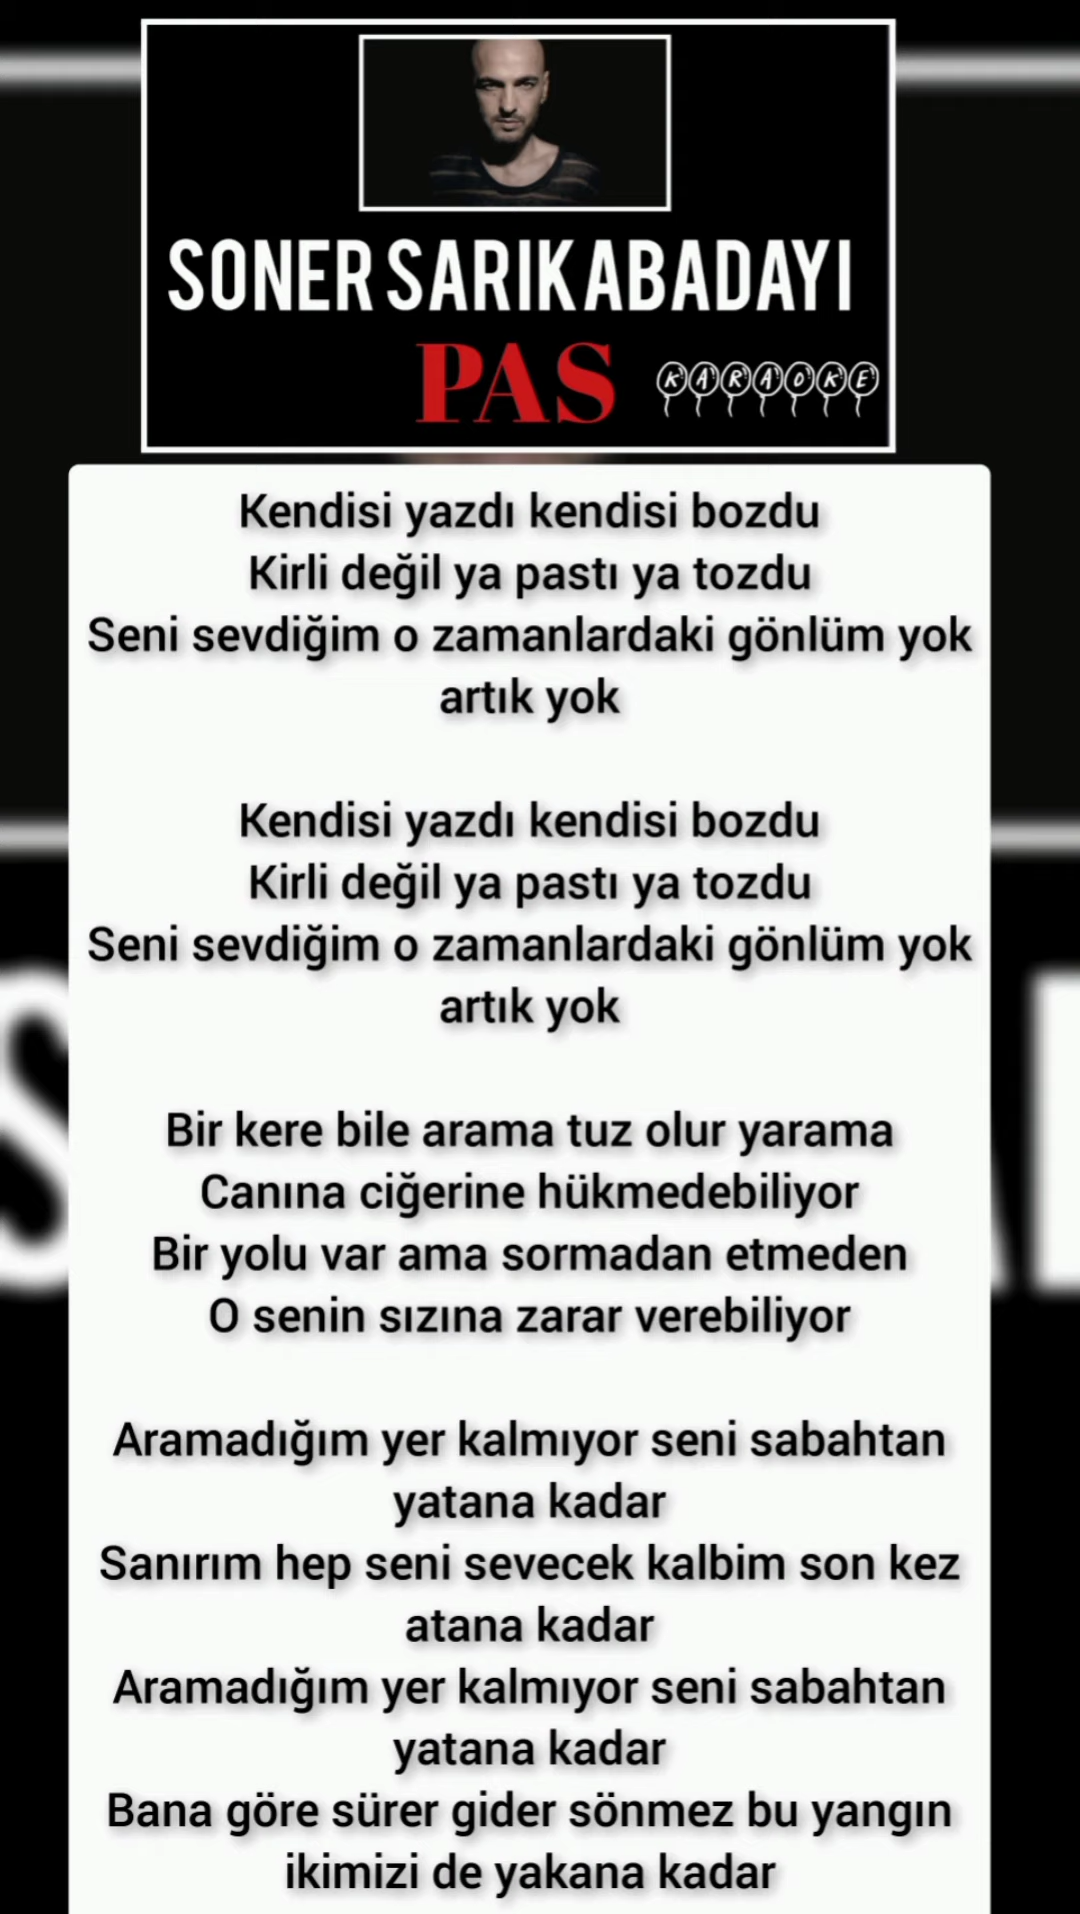 SONER SARIKABADAYI
PAS KARAOKE
Kendisi yazdı kendisi bozdu
Kirli değil ya pastı ya tozdu
Seni sevdiğim o zamanlardaki gönlüm yok
artık yok
Kendisi yazdı kendisi bozdu
Kirli değil ya pastı ya tozdu
Seni sevdiğim o zamanlardaki gönlüm yok
artık yok
Bir kere bile arama tuz olur yarama
Canına ciğerine hükmedebiliyor
Bir yolu var ama sormadan etmeden
O senin sızına zarar verebiliyor
Aramadığım yer kalmıyor seni sabahtan
yatana kadar
Sanırım hep seni sevecek kalbim son kez
atana kadar
Aramadığım yer kalmıyor seni sabahtan
yatana kadar
Bana göre sürer gider sönmez bu yangın
ikimizi de yakana kadar